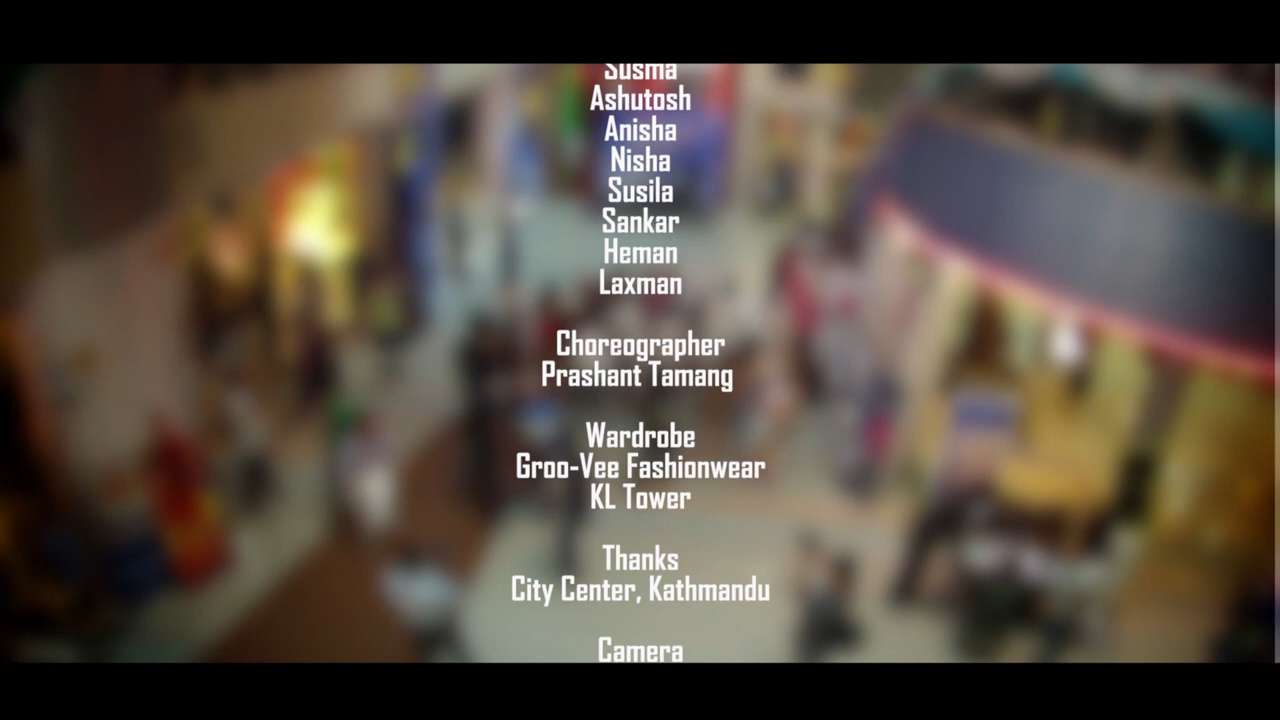 Susma
Ashutosh
Anisha
Nisha
Susila
Sankar
Heman
Laxman
Choreographer
Prashant Tamang
Wardrobe
Groo-Vee Fashionwear
KL Tower
Thanks
City Center, Kathmandu
Camera